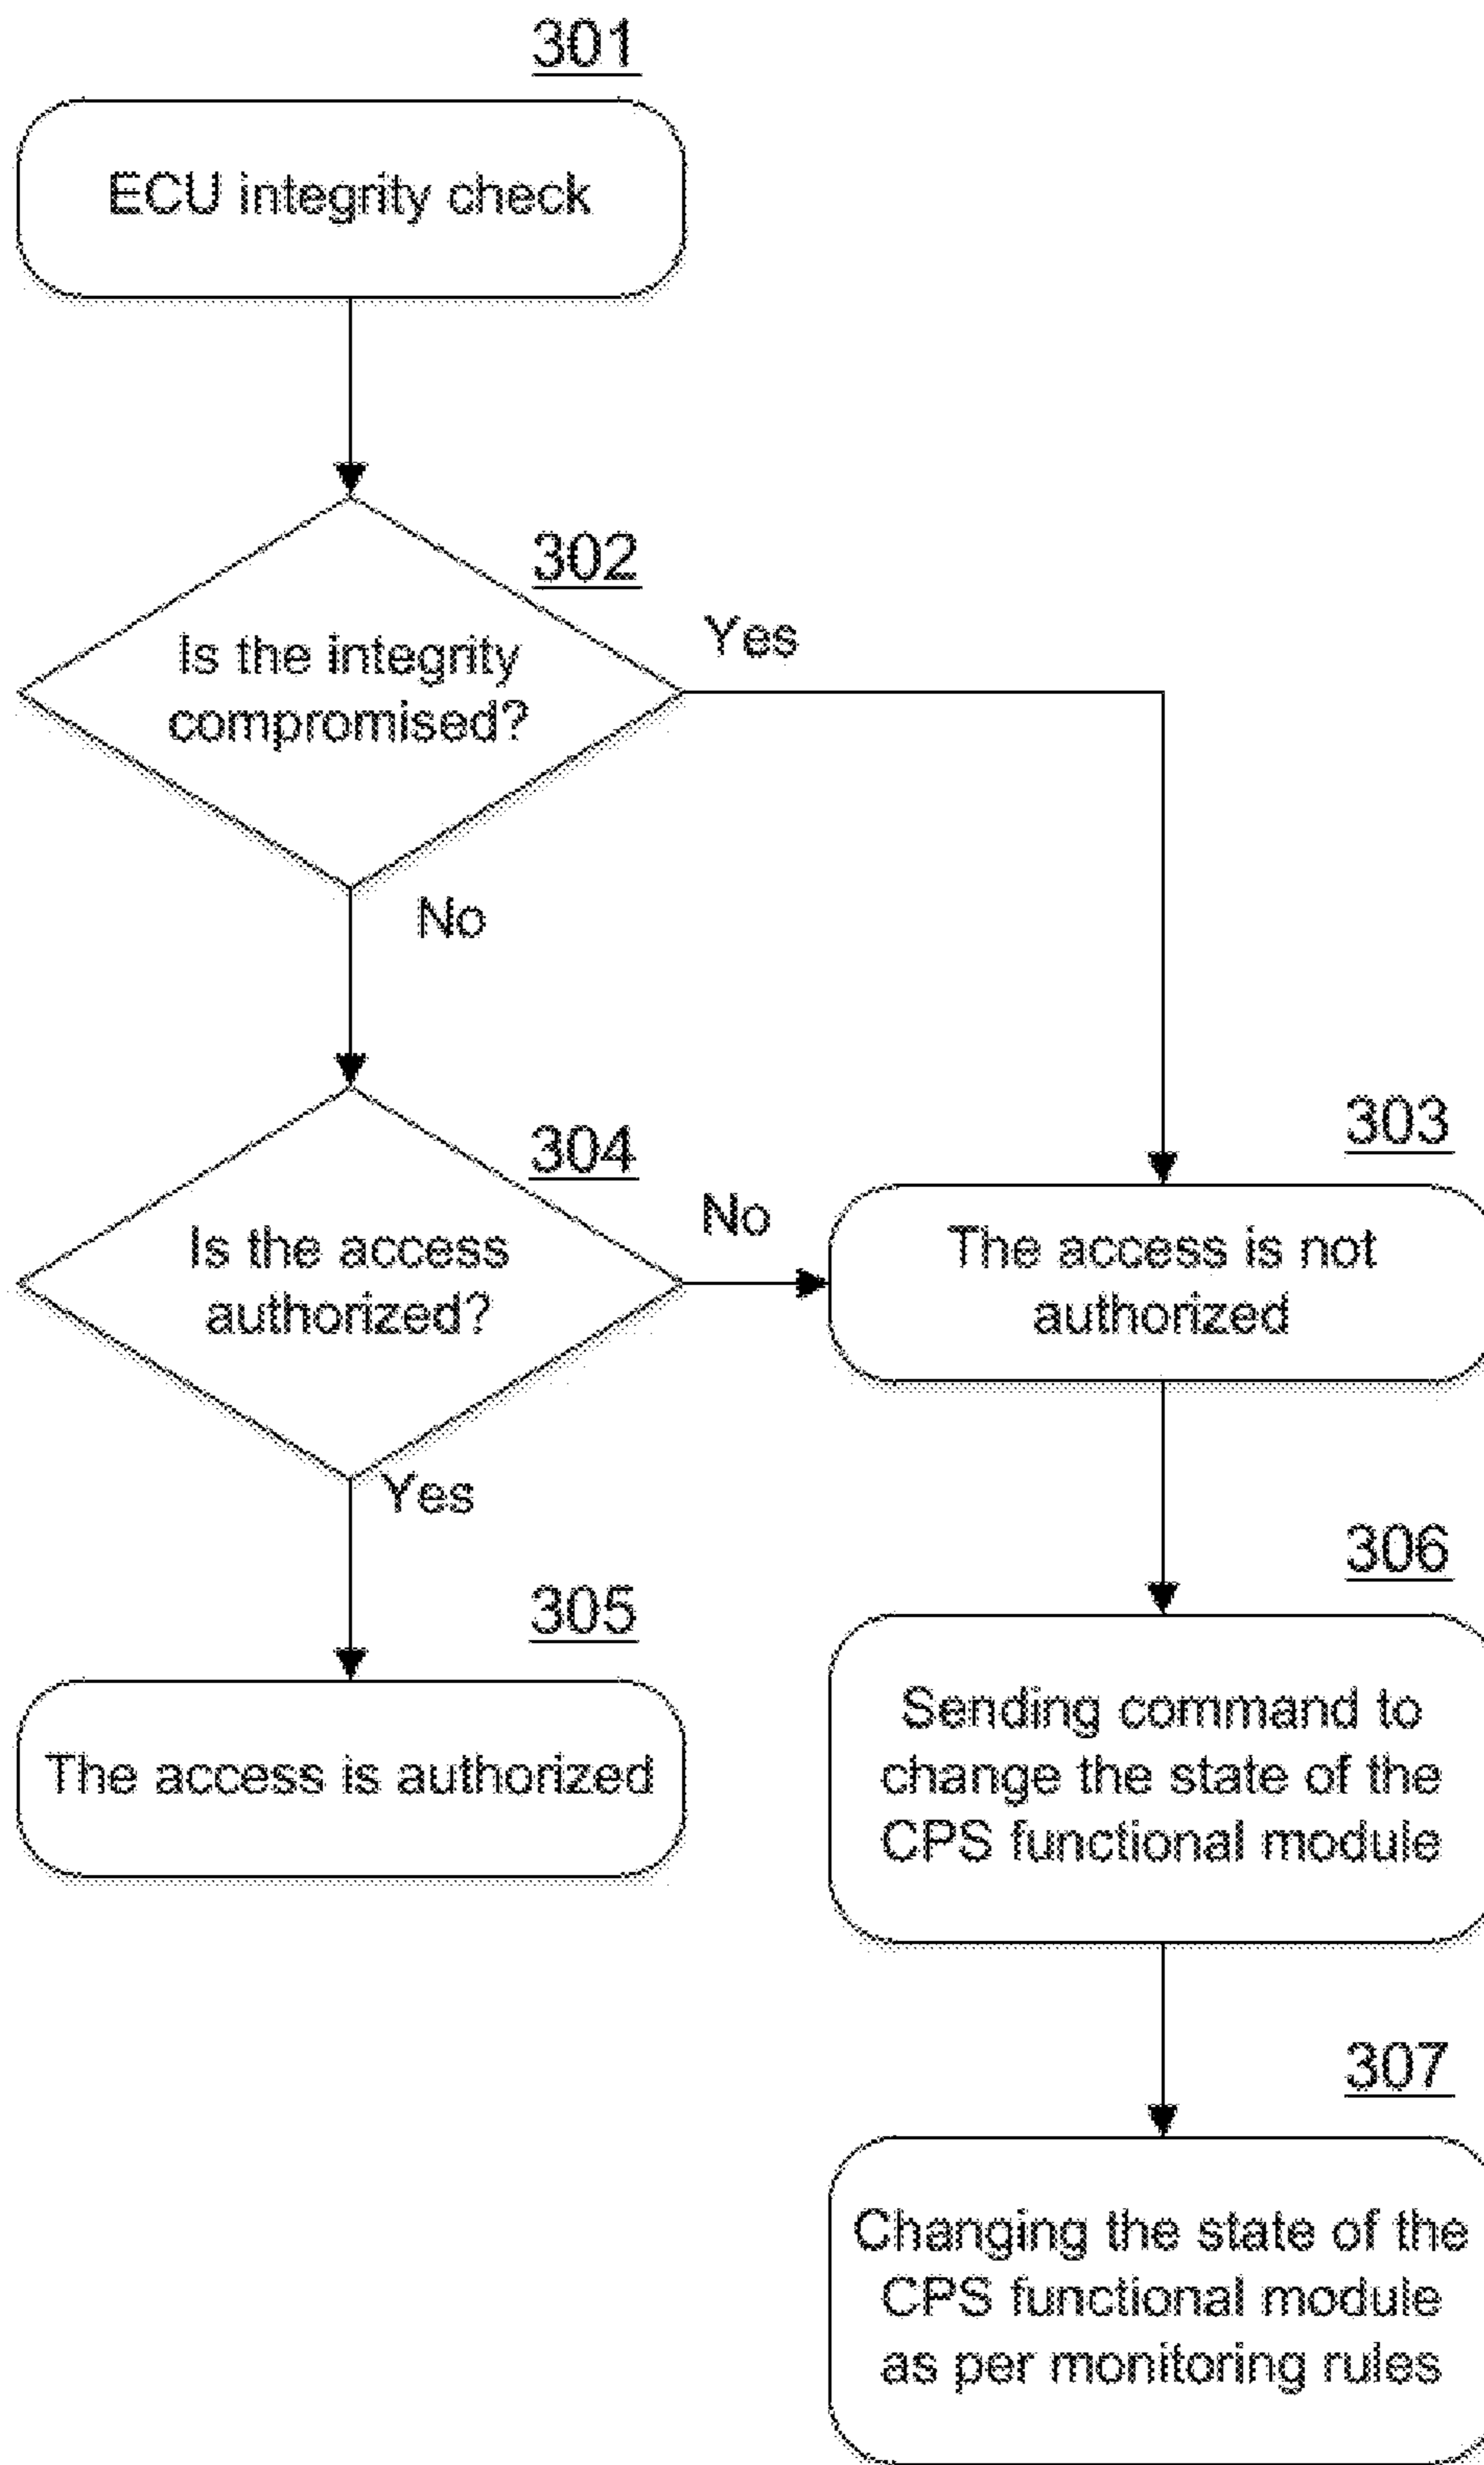 301
ECU integrity check
302
Is the integrity
compromised?
Yes
No
304
Is the access
authorized?
No
303
The access is not
authorized
Yes
305
The access is authorized
306
Sending command to
change the state of the
CPS functional module
307
Changing the state of the
CPS functional module
as per monitoring rules